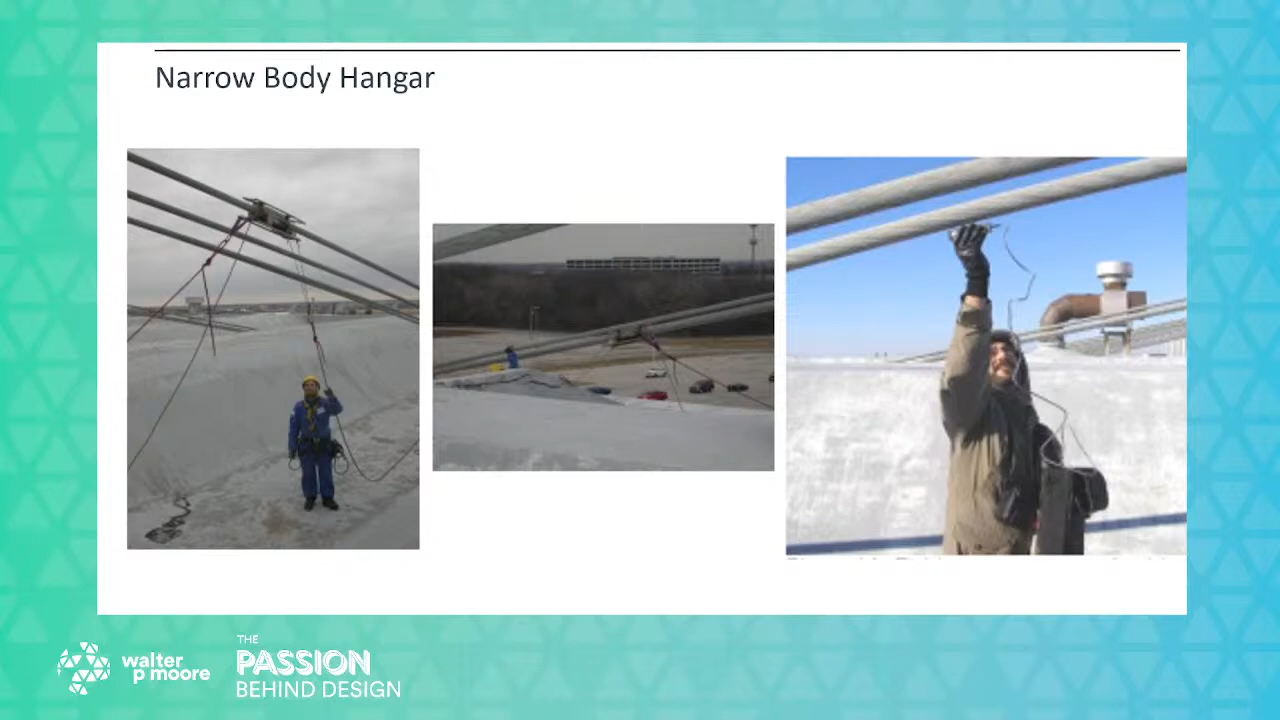 Narrow Body Hangar
walter
p moore
THE
PASSION
BEHIND DESIGN